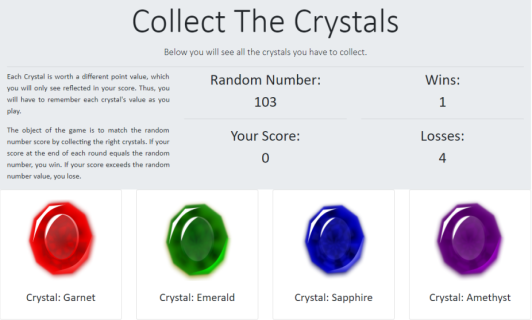 Collect The Crystals
Below you will see all the crystals you have to collect.
Each Crystal is worth a different point value, which
you will only see reflected in your score. Thus, you
will have to remember each crystal's value as you
play.
The object of the game is to match the random
number score by collecting the right crystals. If your
score at the end of each round equals the random
number, you win. If your score exceeds the random
number value, you lose.
Random Number:
103
Wins:
1
Your Score:
0
Losses:
4
Crystal: Garnet
Crystal: Emerald
Crystal: Sapphire
Crystal: Amethyst